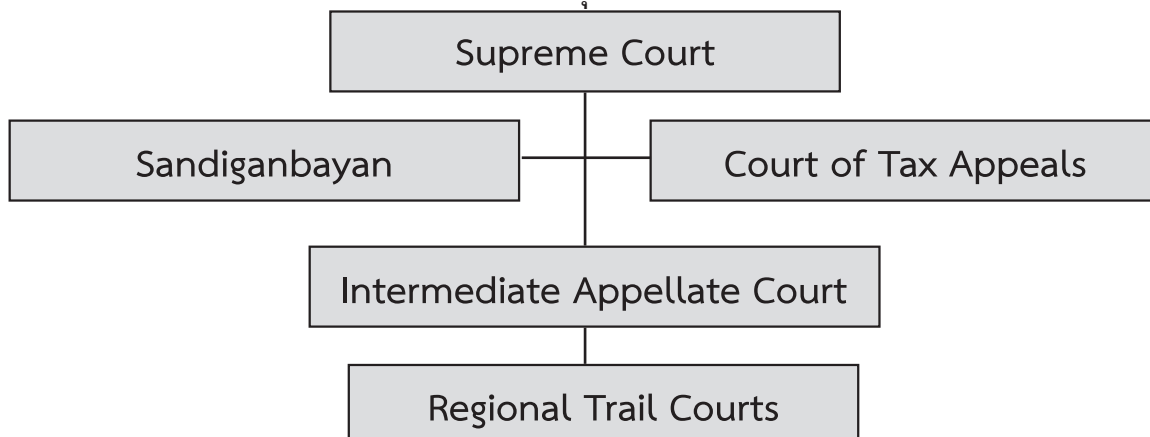 Supreme Court
Sandiganbayan
Court of Tax Appeals
Intermediate Appellate Court
Regional Trail Courts